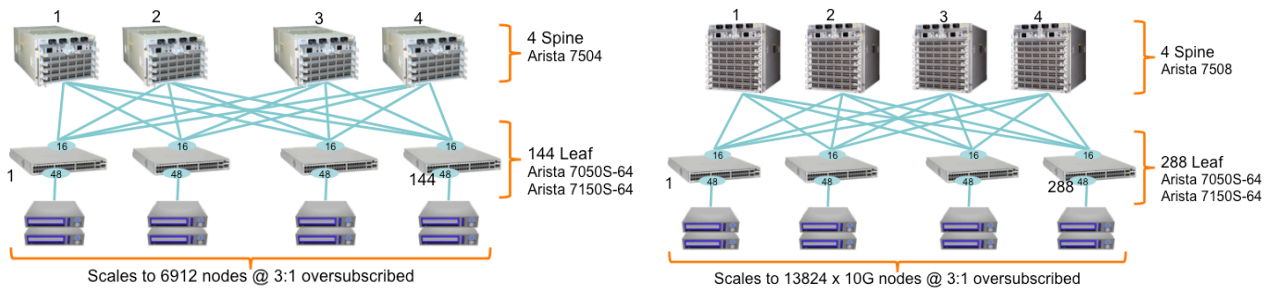 1 2 3 4
4 Spine
Arista 7504
16 16 16 16
144 Leaf
Arista 7050S-64
Arista 7150S-64
1 48 48 48 144 48
Scales to 6912 nodes @ 3:1 oversubscribed
1 2 3 4
4 Spine
Arista 7508
16 16 16 16
288 Leaf
Arista 7050S-64
Arista 7150S-64
1 48 48 48 288 48
Scales to 13824 x 10G nodes @ 3:1 oversubscribed